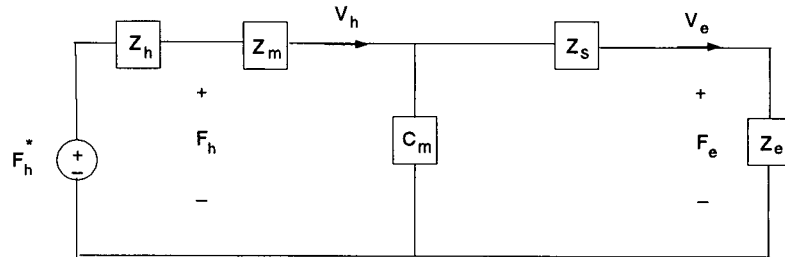 V_h
V_e
Z_h
Z_m
Z_s
+
+
F_h^*
+
−
F_h
C_m
F_e
Z_e
−
−